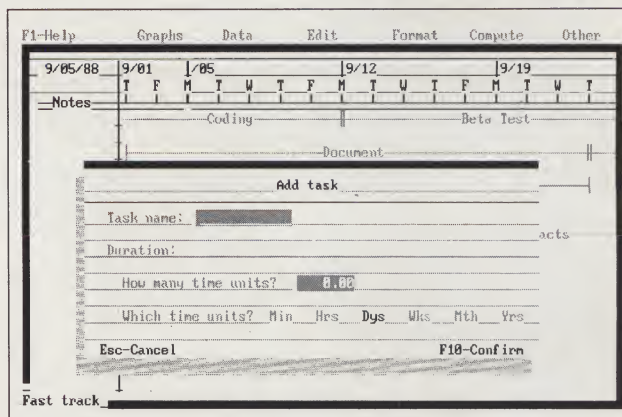 F1-Help Graphs Data Edit Format Compute Other
9/05/88 9/01 /05 9/12 9/19
T F M T W T F M T W T F M T W T
Notes
Coding Beta Test
Document
Add task
Task name:
acts
Duration:
How many time units? 0.00
Which time units? Min Hrs Dys Wks Mth Yrs
Esc-Cancel F10-Confirm
Fast track